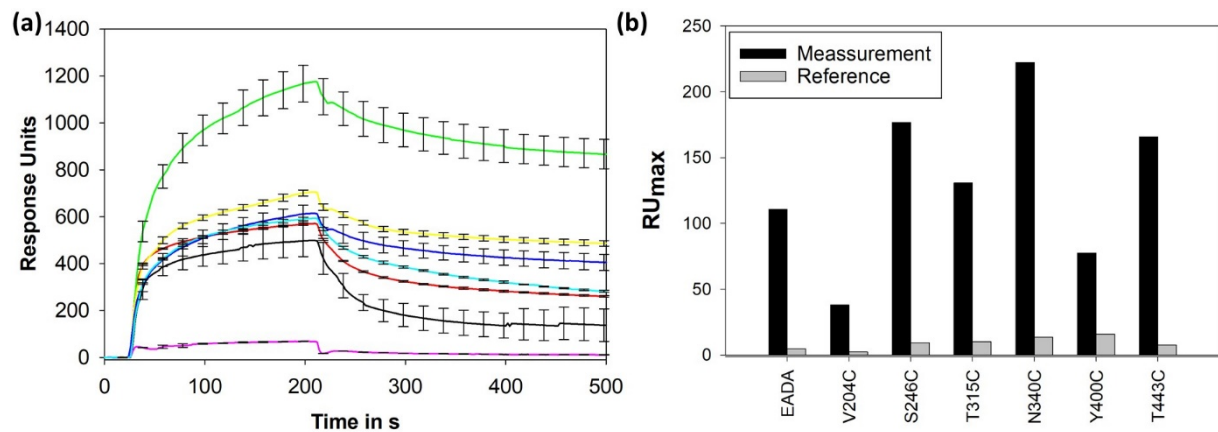 (a)
1400
1200
1000
800
600
400
200
0
Response Units
0 100 200 300 400 500
Time in s
(b)
250
200
150
100
50
0
RUmax
Meassurement
Reference
EADA
V204C
S246C
T315C
N340C
Y400C
T443C